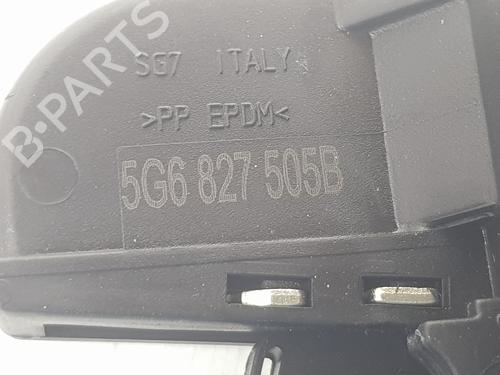 B-PARTS
SG7 ITALY
>PP EPDM<
5G6 827 505B